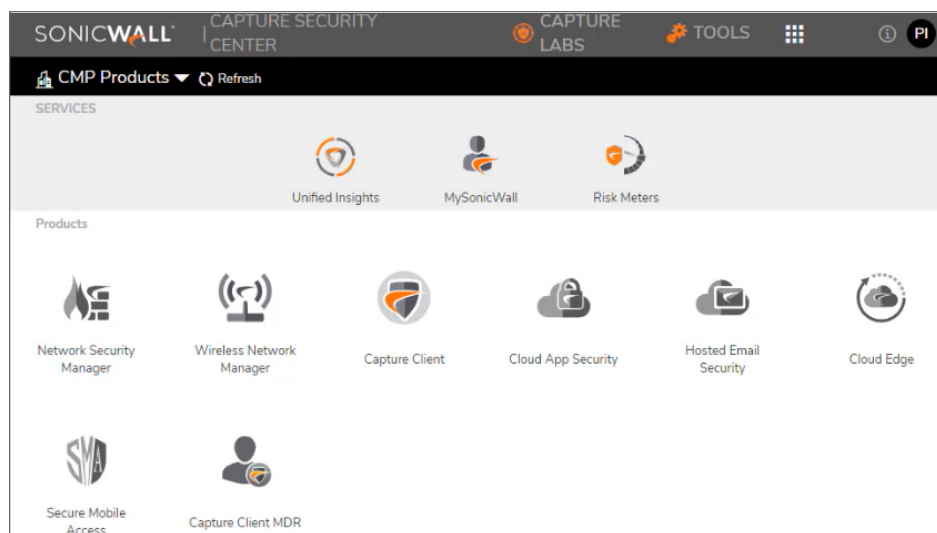 SONICWALL
CAPTURE SECURITY
CENTER
CAPTURE
LABS
TOOLS
PI
CMP Products
Refresh
SERVICES
Unified Insights
MySonicWall
Risk Meters
Products
Network Security
Manager
Wireless Network
Manager
Capture Client
Cloud App Security
Hosted Email
Security
Cloud Edge
SMA
Secure Mobile
Access
Capture Client MDR